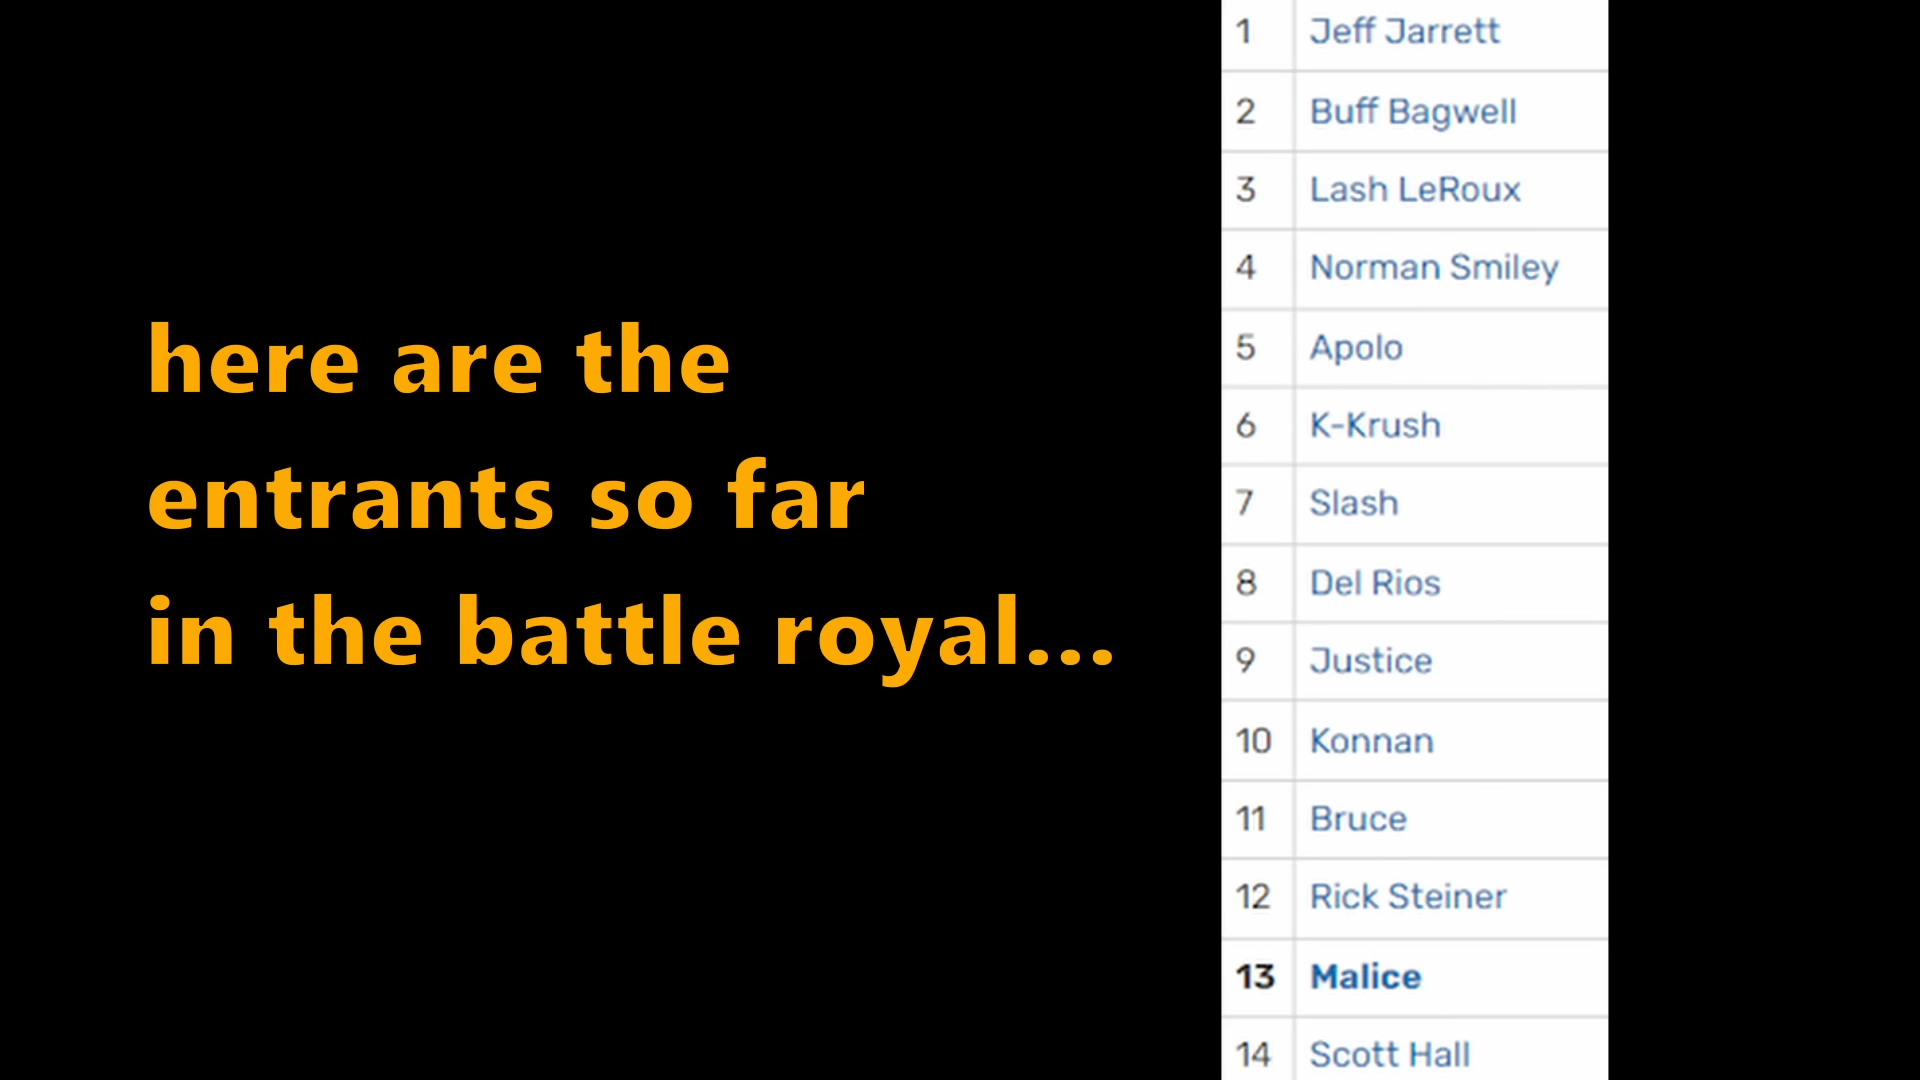 here are the
entrants so far
in the battle royal...
1 Jeff Jarrett
2 Buff Bagwell
3 Lash LeRoux
4 Norman Smiley
5 Apolo
6 K-Krush
7 Slash
8 Del Rios
9 Justice
10 Konnan
11 Bruce
12 Rick Steiner
13 Malice
14 Scott Hall